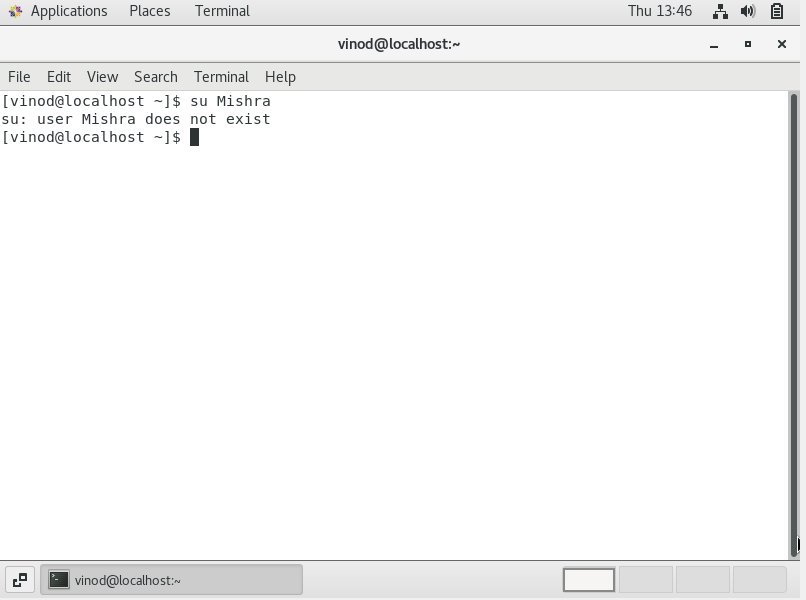 Applications Places Terminal Thu 13:46
vinod@localhost:~
File Edit View Search Terminal Help
[vinod@localhost ~]$ su Mishra
su: user Mishra does not exist
[vinod@localhost ~]$
vinod@localhost:~